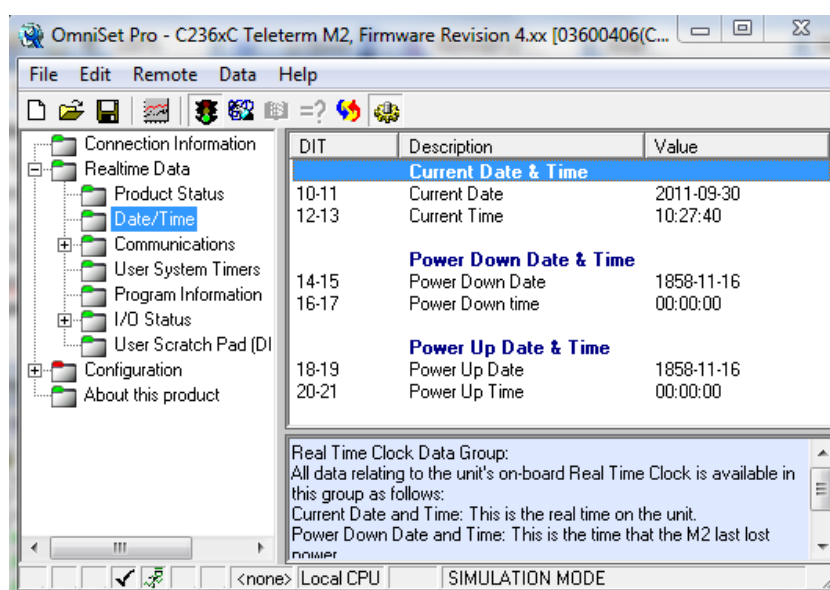 OmniSet Pro - C236xC Teleterm M2, Firmware Revision 4.xx [03600406(C...
File Edit Remote Data Help
=?
Connection Information
Realtime Data
Product Status
Date/Time
Communications
User System Timers
Program Information
I/O Status
User Scratch Pad (DI
Configuration
About this product
DIT Description Value
Current Date & Time
10-11 Current Date 2011-09-30
12-13 Current Time 10:27:40
Power Down Date & Time
14-15 Power Down Date 1858-11-16
16-17 Power Down time 00:00:00
Power Up Date & Time
18-19 Power Up Date 1858-11-16
20-21 Power Up Time 00:00:00
Real Time Clock Data Group:
All data relating to the unit's on-board Real Time Clock is available in
this group as follows:
Current Date and Time: This is the real time on the unit.
Power Down Date and Time: This is the time that the M2 last lost
power
<none> Local CPU SIMULATION MODE